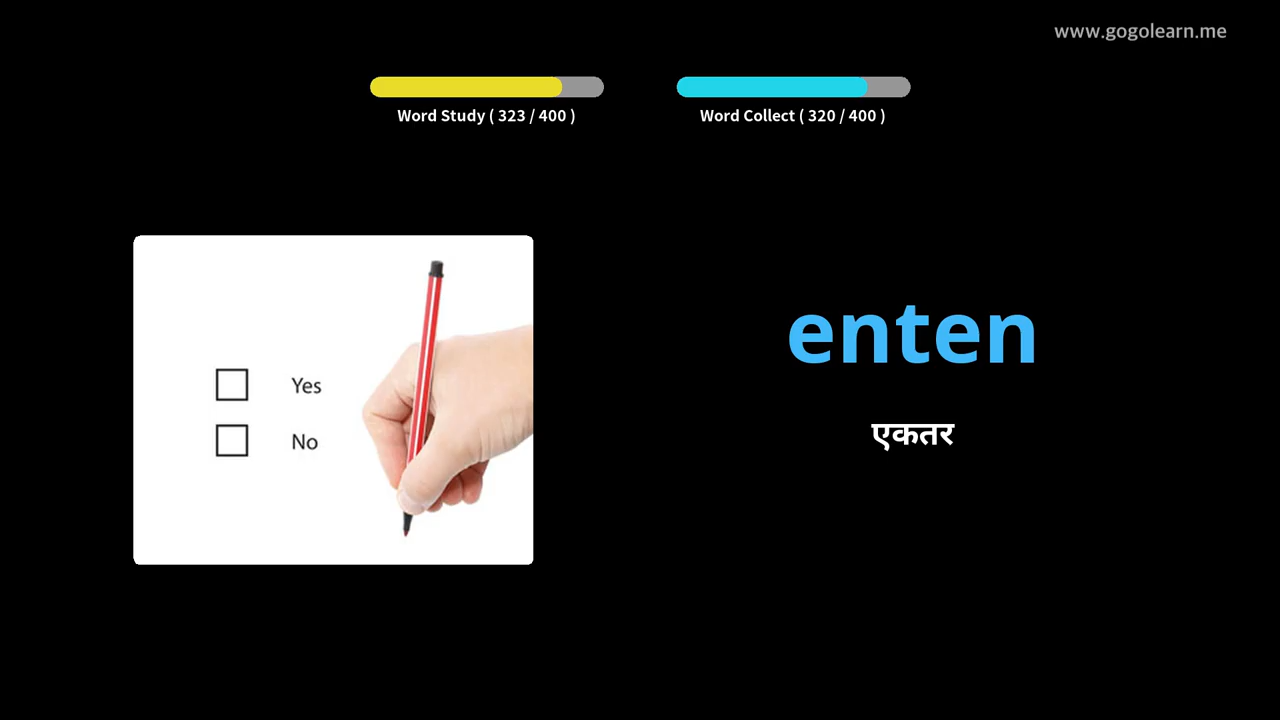 www.gogolearn.me
Word Study ( 323 / 400 )
Word Collect ( 320 / 400 )
Yes
No
enten
एकतर